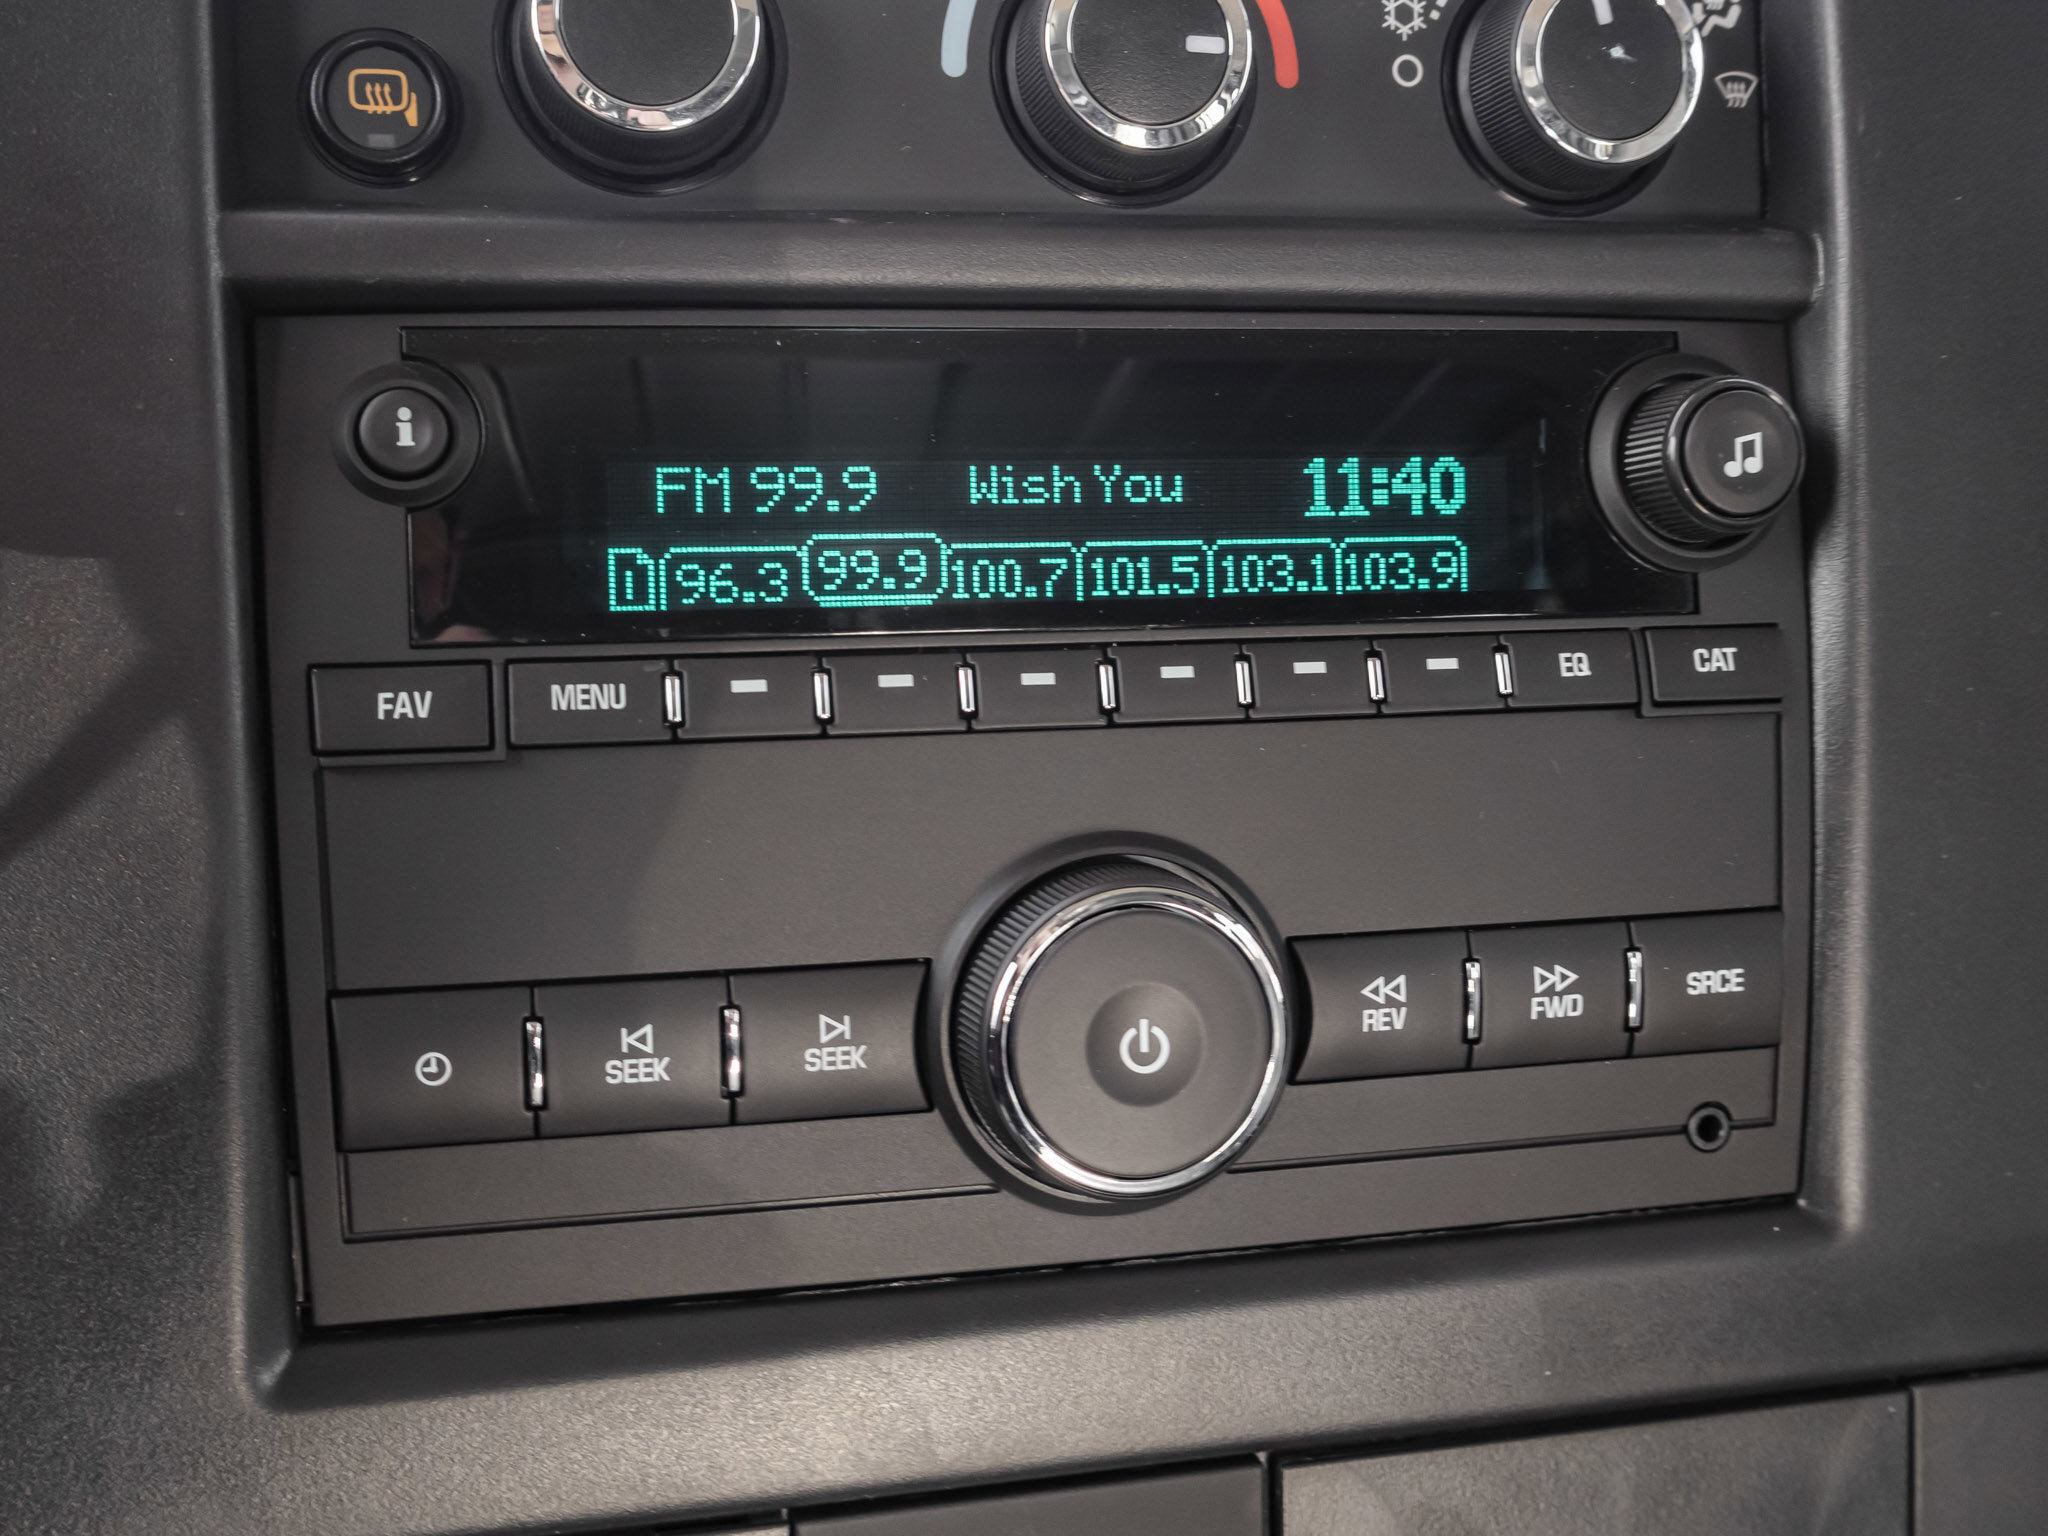 i
FM 99.9 Wish You 11:40
1 96.3 99.9 100.7 101.5 103.1 103.9
FAV MENU EQ CAT
SEEK SEEK REV FWD SRCE